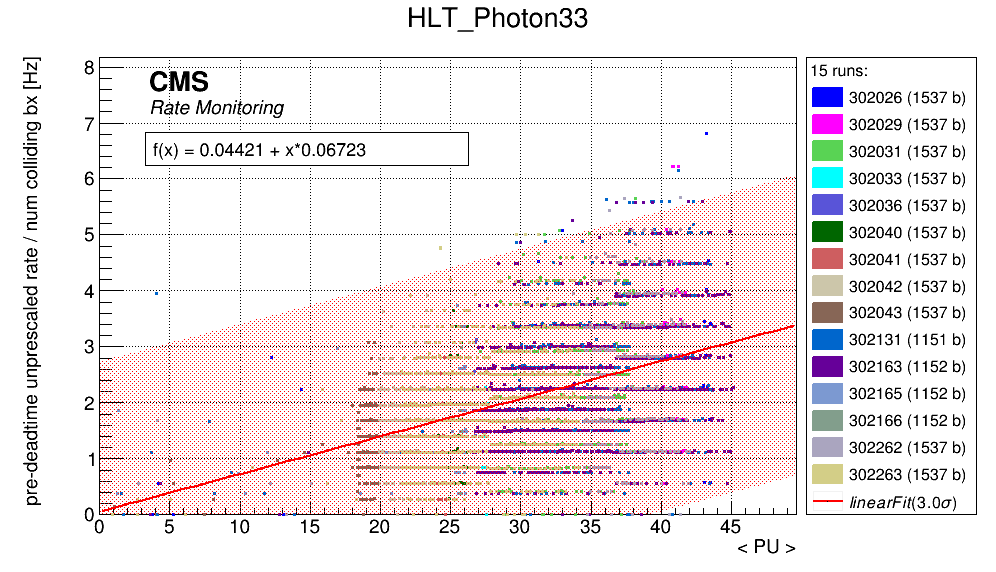 HLT_Photon33
pre-deadtime unprescaled rate / num colliding bx [Hz]
8
7
6
5
4
3
2
1
0
CMS
Rate Monitoring
f(x) = 0.04421 + x*0.06723
0 5 10 15 20 25 30 35 40 45
< PU >
15 runs:
302026 (1537 b)
302029 (1537 b)
302031 (1537 b)
302033 (1537 b)
302036 (1537 b)
302040 (1537 b)
302041 (1537 b)
302042 (1537 b)
302043 (1537 b)
302131 (1151 b)
302163 (1152 b)
302165 (1152 b)
302166 (1152 b)
302262 (1537 b)
302263 (1537 b)
linearFit(3.0σ)